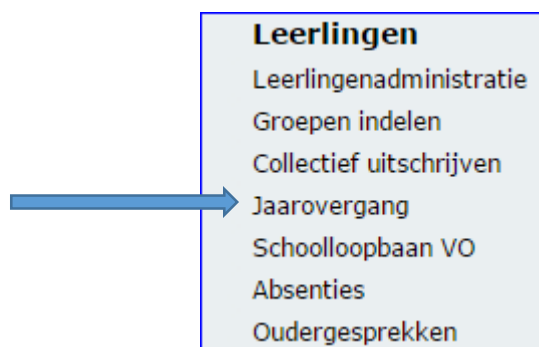 Leerlingen
Leerlingenadministratie
Groepen indelen
Collectief uitschrijven
Jaarovergang
Schoolloopbaan VO
Absenties
Oudergesprekken